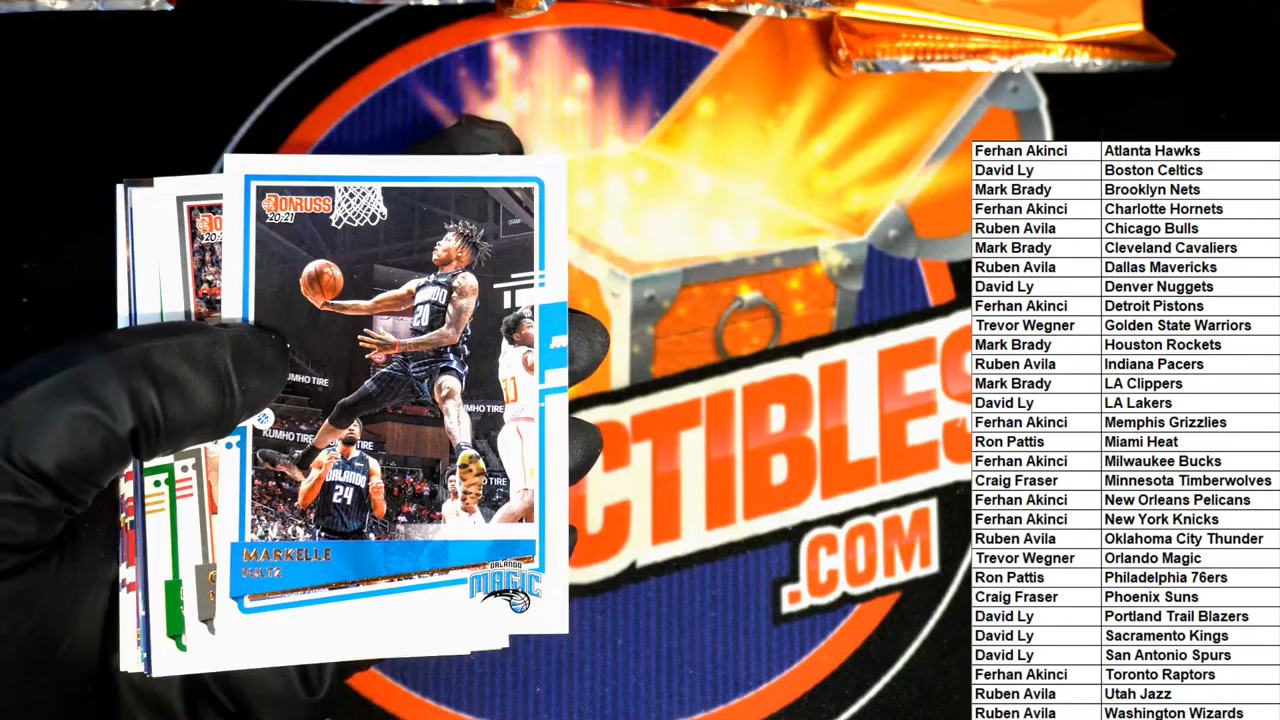 DONRUSS
20-21
DONRUSS
20-
ORLANDO
20
KUMHO TIRE
KUMHO TIRE
KUMHO TIRE
ORLANDO
24
MARKELLE
FULTZ
ORLANDO
MAGIC
CTIBLES
.COM
Ferhan Akinci Atlanta Hawks
David Ly Boston Celtics
Mark Brady Brooklyn Nets
Ferhan Akinci Charlotte Hornets
Ruben Avila Chicago Bulls
Mark Brady Cleveland Cavaliers
Ruben Avila Dallas Mavericks
David Ly Denver Nuggets
Ferhan Akinci Detroit Pistons
Trevor Wegner Golden State Warriors
Mark Brady Houston Rockets
Ruben Avila Indiana Pacers
Mark Brady LA Clippers
David Ly LA Lakers
Ferhan Akinci Memphis Grizzlies
Ron Pattis Miami Heat
Ferhan Akinci Milwaukee Bucks
Craig Fraser Minnesota Timberwolves
Ferhan Akinci New Orleans Pelicans
Ferhan Akinci New York Knicks
Ruben Avila Oklahoma City Thunder
Trevor Wegner Orlando Magic
Ron Pattis Philadelphia 76ers
Craig Fraser Phoenix Suns
David Ly Portland Trail Blazers
David Ly Sacramento Kings
David Ly San Antonio Spurs
Ferhan Akinci Toronto Raptors
Ruben Avila Utah Jazz
Ruben Avila Washington Wizards